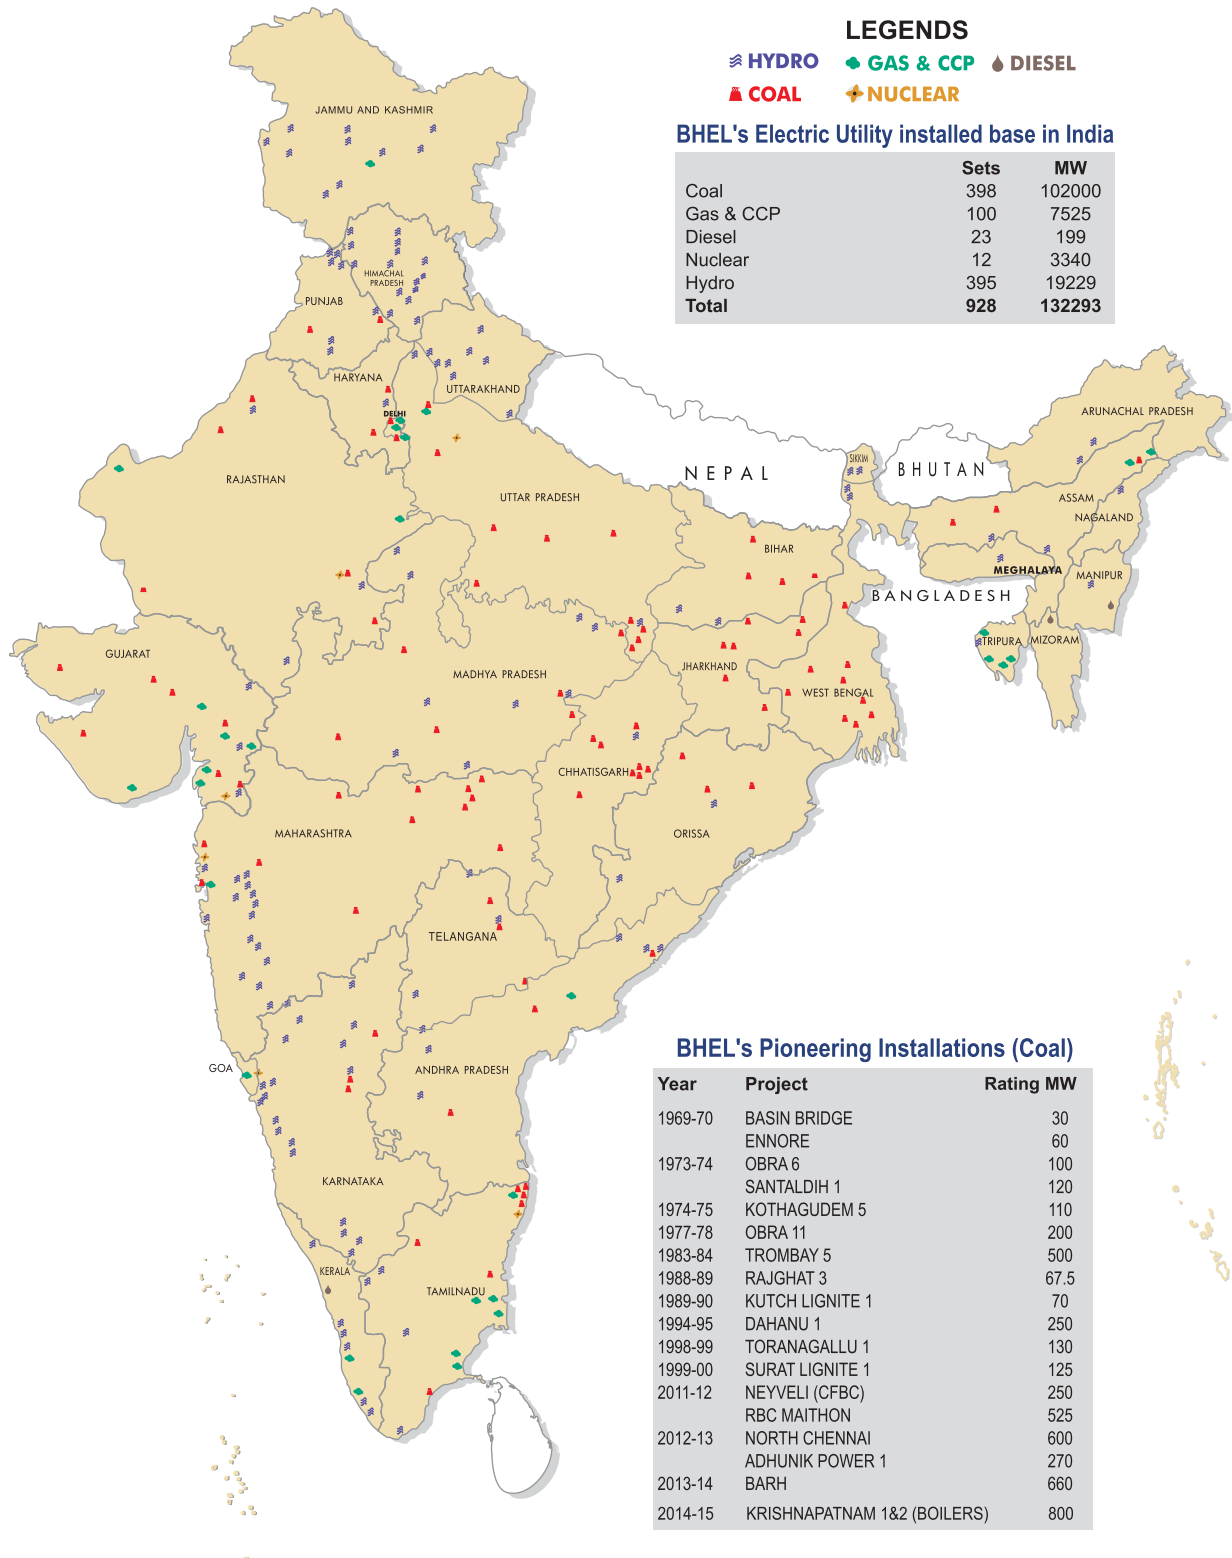 LEGENDS
HYDRO GAS & CCP DIESEL
COAL NUCLEAR
BHEL's Electric Utility installed base in India
Sets MW
Coal 398 102000
Gas & CCP 100 7525
Diesel 23 199
Nuclear 12 3340
Hydro 395 19229
Total 928 132293
JAMMU AND KASHMIR
HIMACHAL
PRADESH
PUNJAB
HARYANA
UTTARAKHAND
DELHI
ARUNACHAL PRADESH
SIKKIM
NEPAL
BHUTAN
RAJASTHAN
UTTAR PRADESH
ASSAM
NAGALAND
BIHAR
MEGHALAYA
MANIPUR
BANGLADESH
TRIPURA
MIZORAM
GUJARAT
MADHYA PRADESH
JHARKHAND
WEST BENGAL
CHHATISGARH
MAHARASHTRA
ORISSA
TELANGANA
GOA
ANDHRA PRADESH
KARNATAKA
KERALA
TAMILNADU
BHEL's Pioneering Installations (Coal)
Year Project Rating MW
1969-70 BASIN BRIDGE 30
ENNORE 60
1973-74 OBRA 6 100
SANTALDIH 1 120
1974-75 KOTHAGUDEM 5 110
1977-78 OBRA 11 200
1983-84 TROMBAY 5 500
1988-89 RAJGHAT 3 67.5
1989-90 KUTCH LIGNITE 1 70
1994-95 DAHANU 1 250
1998-99 TORANAGALLU 1 130
1999-00 SURAT LIGNITE 1 125
2011-12 NEYVELI (CFBC) 250
RBC MAITHON 525
2012-13 NORTH CHENNAI 600
ADHUNIK POWER 1 270
2013-14 BARH 660
2014-15 KRISHNAPATNAM 1&2 (BOILERS) 800